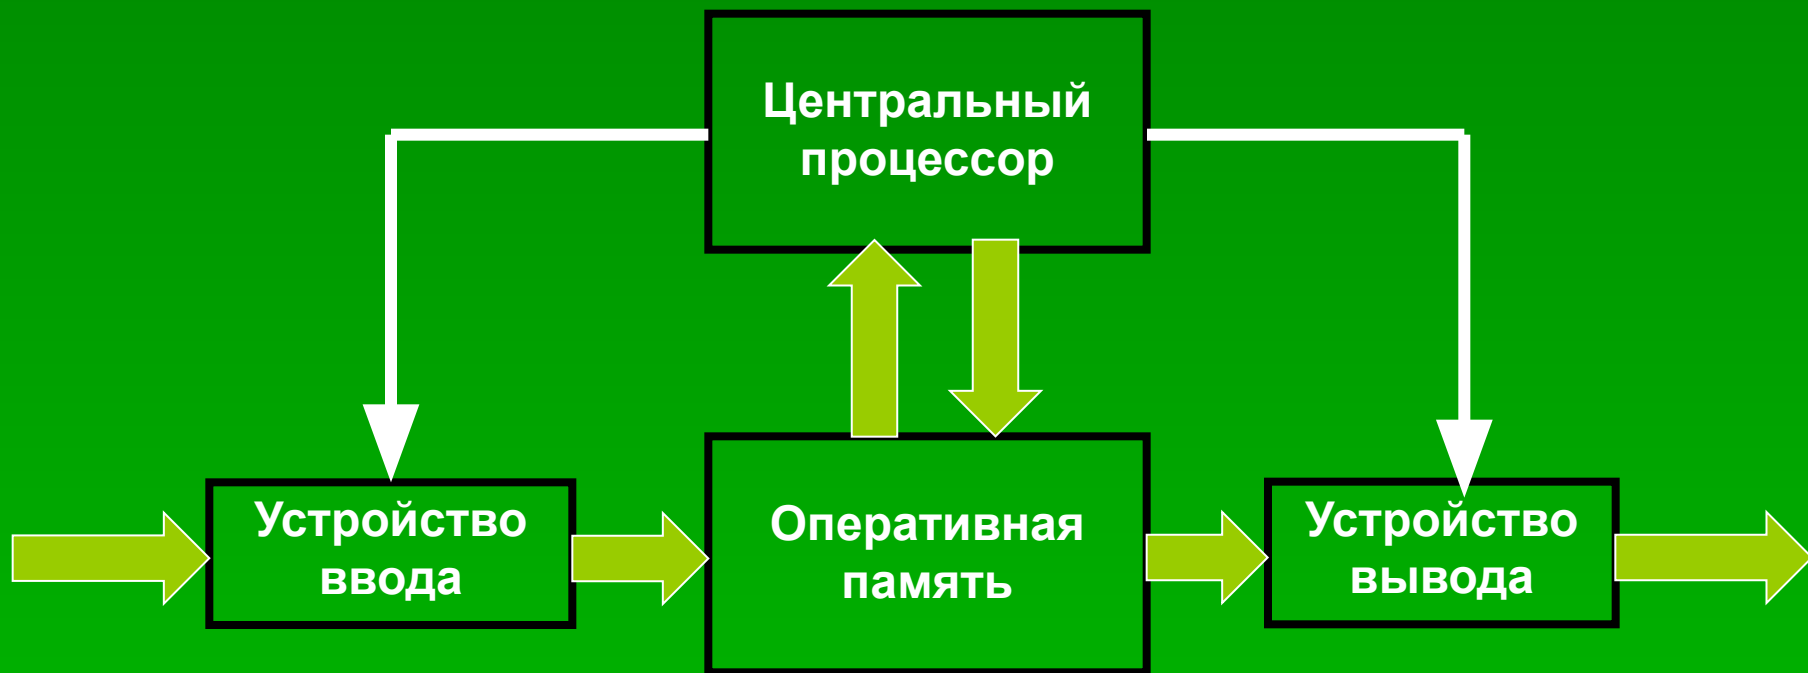 Центральный
процессор
Устройство
ввода
Оперативная
память
Устройство
вывода